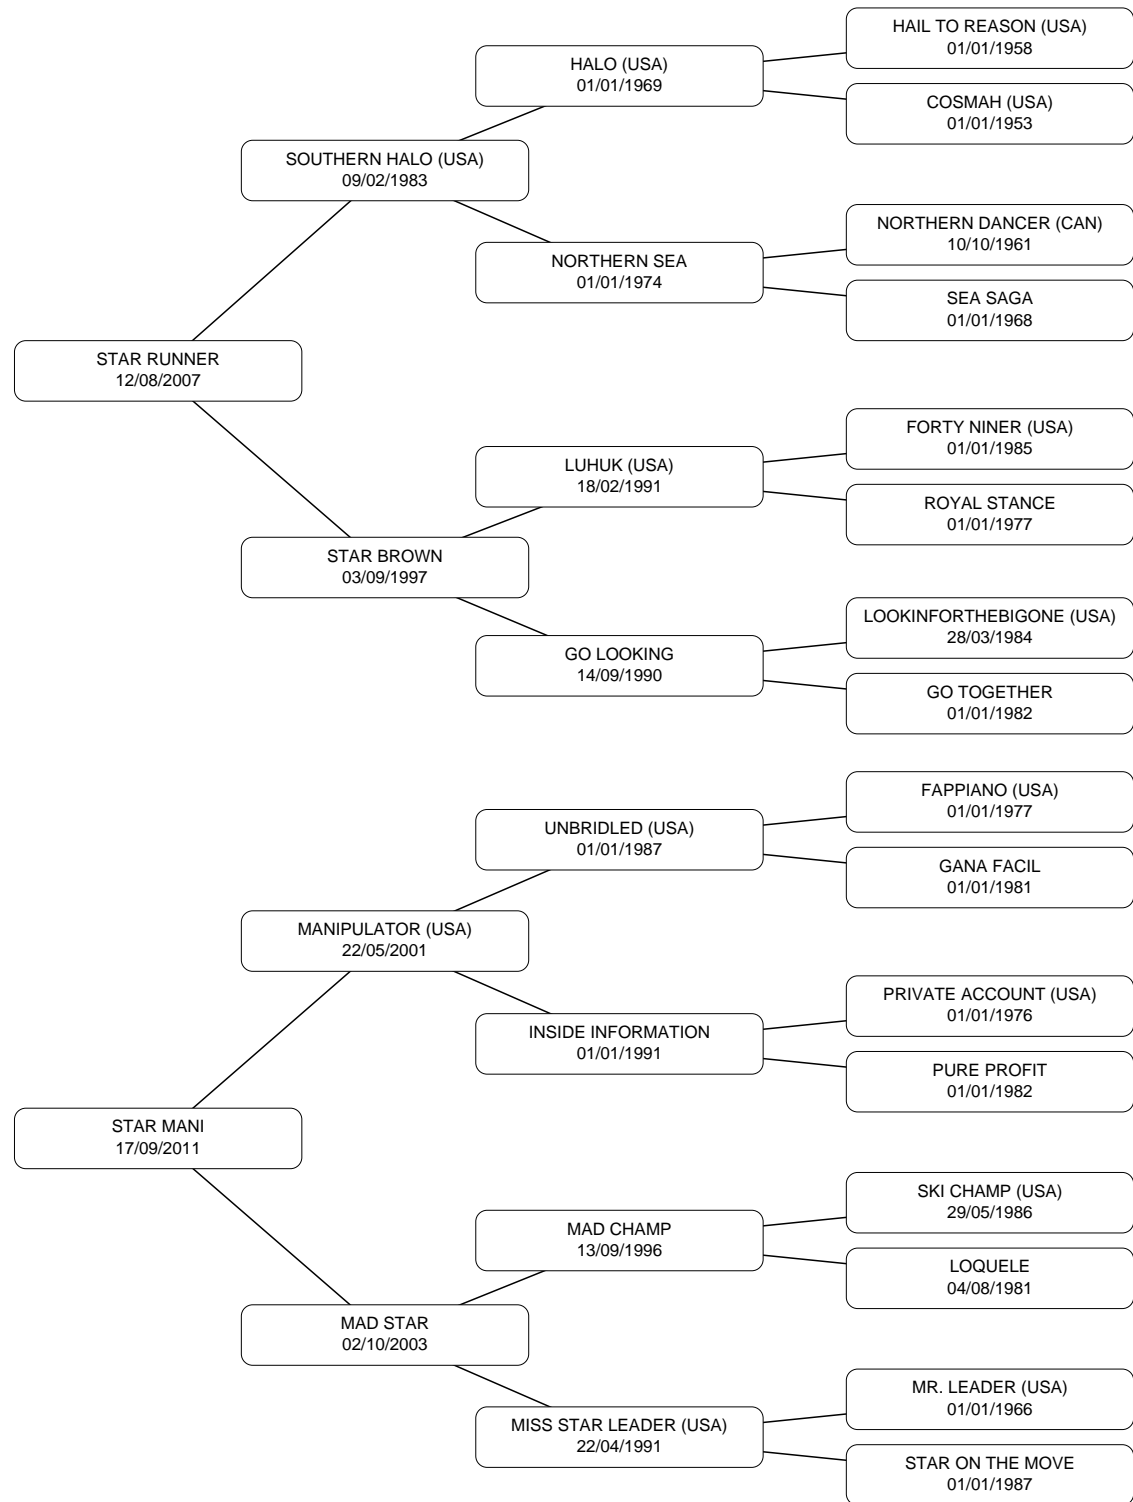 HAIL TO REASON (USA)
01/01/1958
HALO (USA)
01/01/1969
COSMAH (USA)
01/01/1953
SOUTHERN HALO (USA)
09/02/1983
NORTHERN DANCER (CAN)
10/10/1961
NORTHERN SEA
01/01/1974
SEA SAGA
01/01/1968
STAR RUNNER
12/08/2007
FORTY NINER (USA)
01/01/1985
LUHUK (USA)
18/02/1991
ROYAL STANCE
01/01/1977
STAR BROWN
03/09/1997
LOOKINFORTHEBIGONE (USA)
28/03/1984
GO LOOKING
14/09/1990
GO TOGETHER
01/01/1982
FAPPIANO (USA)
01/01/1977
UNBRIDLED (USA)
01/01/1987
GANA FACIL
01/01/1981
MANIPULATOR (USA)
22/05/2001
PRIVATE ACCOUNT (USA)
01/01/1976
INSIDE INFORMATION
01/01/1991
PURE PROFIT
01/01/1982
STAR MANI
17/09/2011
SKI CHAMP (USA)
29/05/1986
MAD CHAMP
13/09/1996
LOQUELE
04/08/1981
MAD STAR
02/10/2003
MR. LEADER (USA)
01/01/1966
MISS STAR LEADER (USA)
22/04/1991
STAR ON THE MOVE
01/01/1987